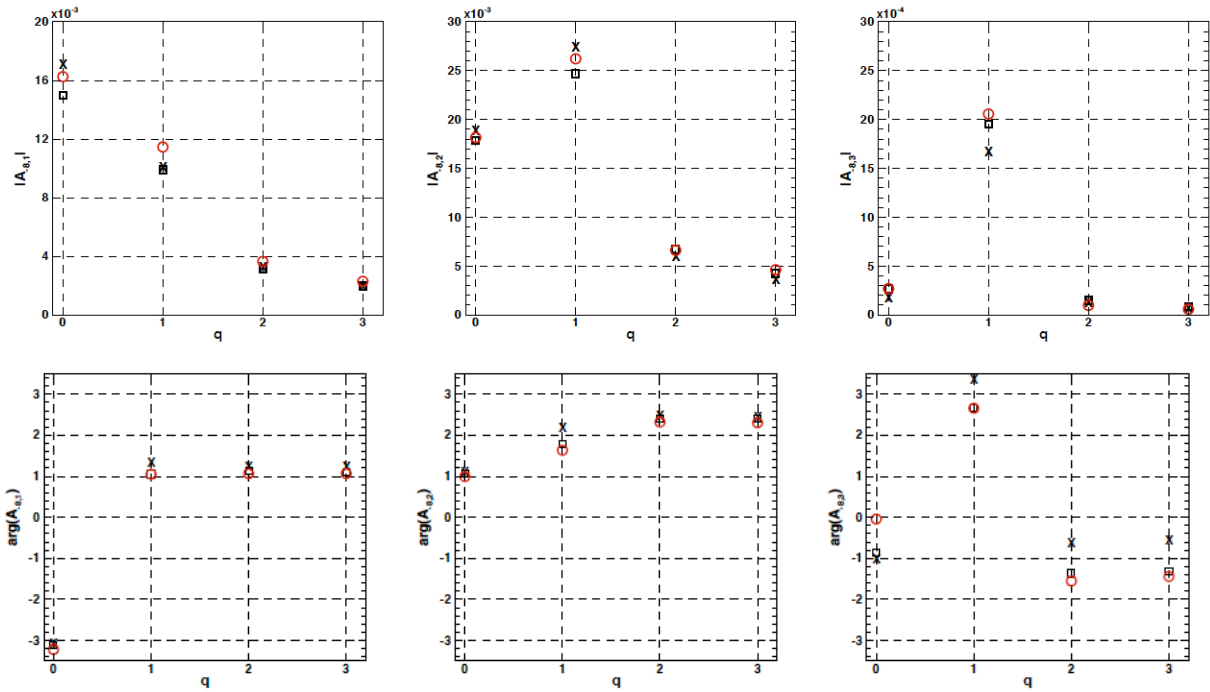 x10⁻³
20
16
12
8
4
0
|A₋₈,₁|
0 1 2 3
q
x10⁻³
30
25
20
15
10
5
0
|A₋₈,₂|
0 1 2 3
q
x10⁻⁴
30
25
20
15
10
5
0
|A₋₈,₃|
0 1 2 3
q
3
2
1
0
-1
-2
-3
arg(A₋₈,₁)
0 1 2 3
q
3
2
1
0
-1
-2
-3
arg(A₋₈,₂)
0 1 2 3
q
3
2
1
0
-1
-2
-3
arg(A₋₈,₃)
0 1 2 3
q